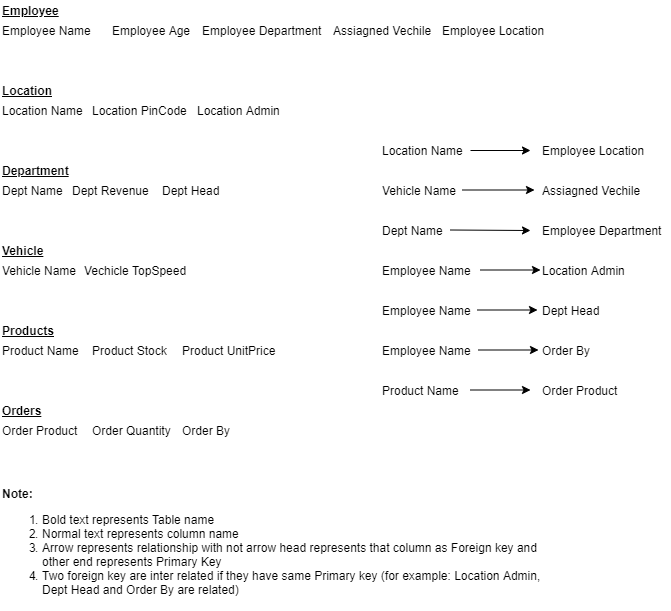 Employee
Employee Name Employee Age Employee Department Assiagned Vechile Employee Location
Location
Location Name Location PinCode Location Admin
Location Name Employee Location
Department
Dept Name Dept Revenue Dept Head
Vehicle Name Assiagned Vechile
Dept Name Employee Department
Vehicle
Vehicle Name Vechicle TopSpeed
Employee Name Location Admin
Employee Name Dept Head
Products
Product Name Product Stock Product UnitPrice
Employee Name Order By
Product Name Order Product
Orders
Order Product Order Quantity Order By
Note:
1. Bold text represents Table name
2. Normal text represents column name
3. Arrow represents relationship with not arrow head represents that column as Foreign key and
other end represents Primary Key
4. Two foreign key are inter related if they have same Primary key (for example: Location Admin,
Dept Head and Order By are related)